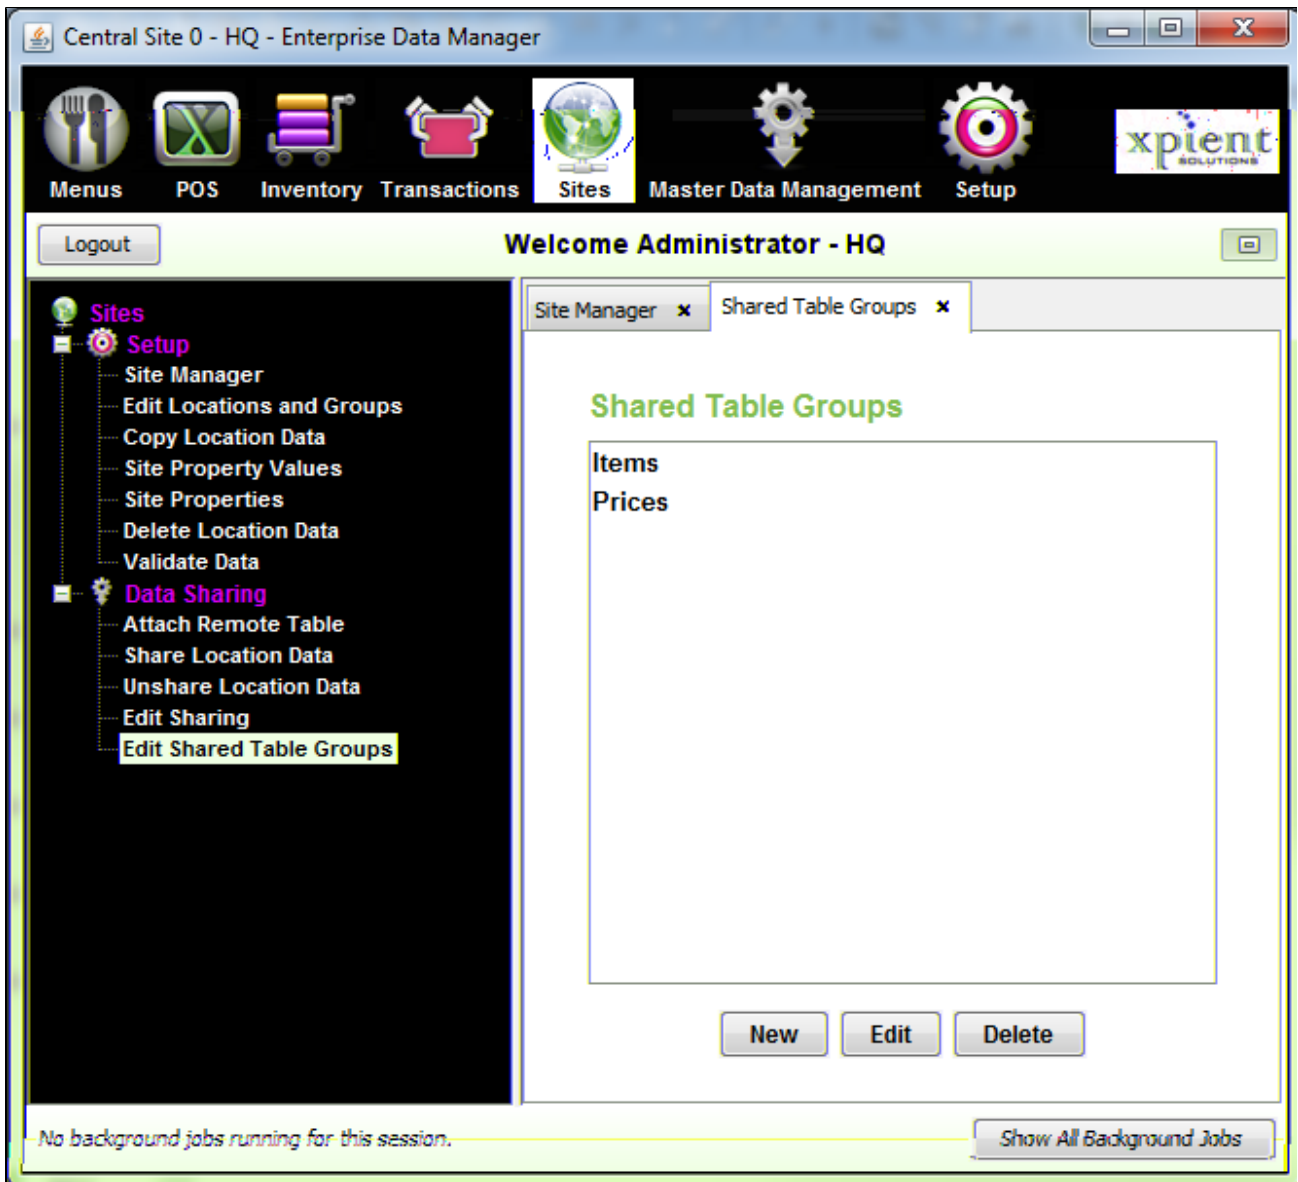 Central Site 0 - HQ - Enterprise Data Manager
Menus POS Inventory Transactions Sites Master Data Management Setup
xpient
SOLUTIONS
Logout
Welcome Administrator - HQ
Sites
Setup
Site Manager
Edit Locations and Groups
Copy Location Data
Site Property Values
Site Properties
Delete Location Data
Validate Data
Data Sharing
Attach Remote Table
Share Location Data
Unshare Location Data
Edit Sharing
Edit Shared Table Groups
Site Manager x Shared Table Groups x
Shared Table Groups
Items
Prices
New Edit Delete
No background jobs running for this session.
Show All Background Jobs